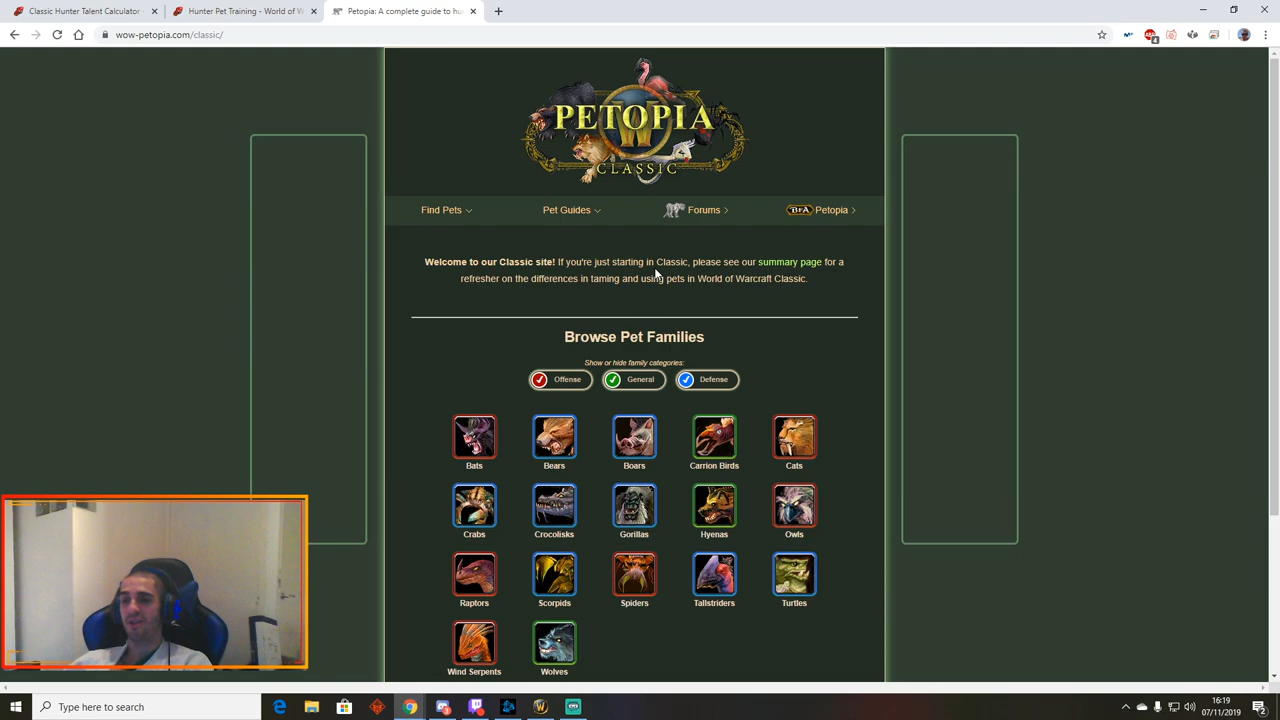 Classic Hunter Talent Calculator -
Hunter Pet Training - World of W
Petopia: A complete guide to hu
wow-petopia.com/classic/
PETOPIA
CLASSIC
Find Pets
Pet Guides
Forums
BFA Petopia
Welcome to our Classic site! If you're just starting in Classic, please see our summary page for a
refresher on the differences in taming and using pets in World of Warcraft Classic.
Browse Pet Families
Show or hide family categories:
Offense General Defense
Bats Bears Boars Carrion Birds Cats
Crabs Crocolisks Gorillas Hyenas Owls
Raptors Scorpids Spiders Tallstriders Turtles
Wind Serpents Wolves
Type here to search
16:19
07/11/2019